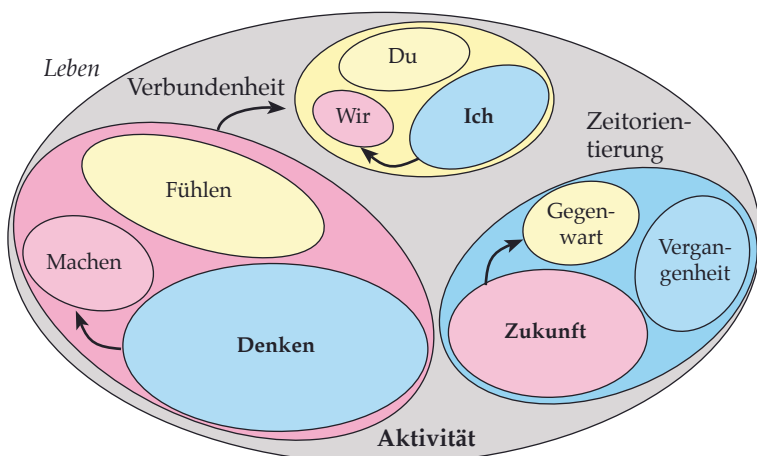 Leben
Verbundenheit
Du
Wir
Ich
Zeitorien-
tierung
Fühlen
Machen
Denken
Gegen-
wart
Vergan-
genheit
Zukunft
Aktivität